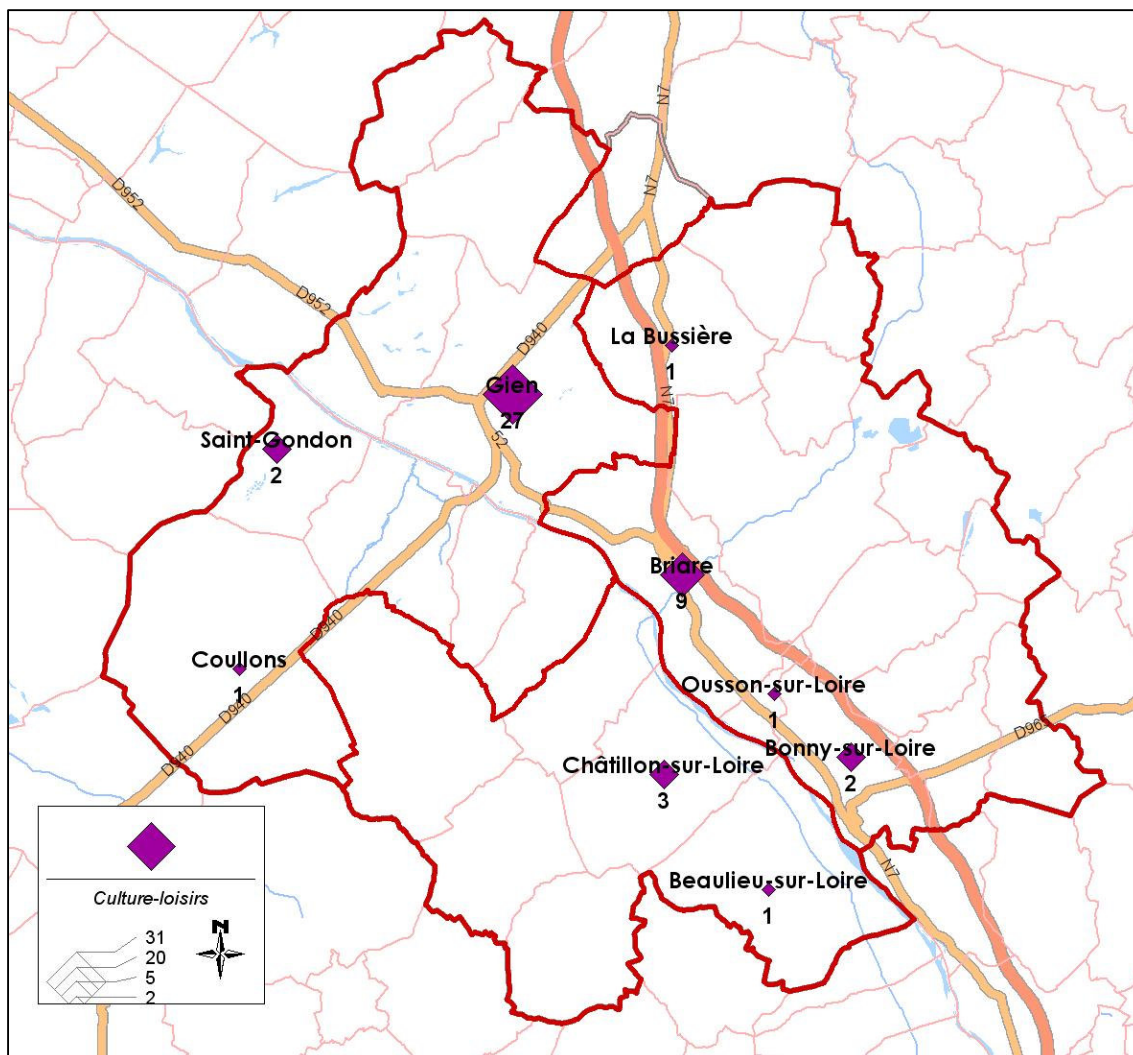 N7
D952
N7
D952
D940
La Bussière
1
N7
Gien
27
52
Saint-Gondon
2
Briare
9
D940
Coullons
1
D940
Ousson-sur-Loire
1
D940
D96
Bonny-sur-Loire
2
Châtillon-sur-Loire
3
Beaulieu-sur-Loire
1
N7
Culture-loisirs
N
31
20
5
2